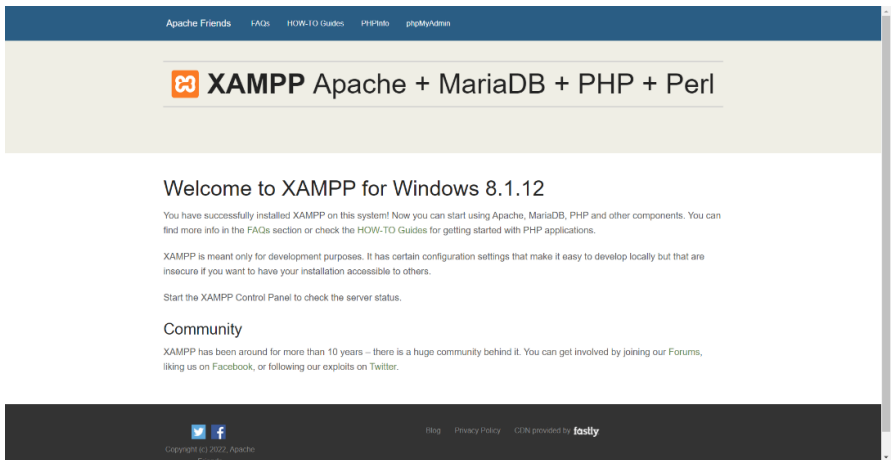 Apache Friends FAQs HOW-TO Guides PHPInfo phpMyAdmin
XAMPP Apache + MariaDB + PHP + Perl
Welcome to XAMPP for Windows 8.1.12
You have successfully installed XAMPP on this system! Now you can start using Apache, MariaDB, PHP and other components. You can
find more info in the FAQs section or check the HOW-TO Guides for getting started with PHP applications.
XAMPP is meant only for development purposes. It has certain configuration settings that make it easy to develop locally but that are
insecure if you want to have your installation accessible to others.
Start the XAMPP Control Panel to check the server status.
Community
XAMPP has been around for more than 10 years – there is a huge community behind it. You can get involved by joining our Forums,
liking us on Facebook, or following our exploits on Twitter.
Blog Privacy Policy CDN provided by fastly
Copyright (c) 2022, Apache